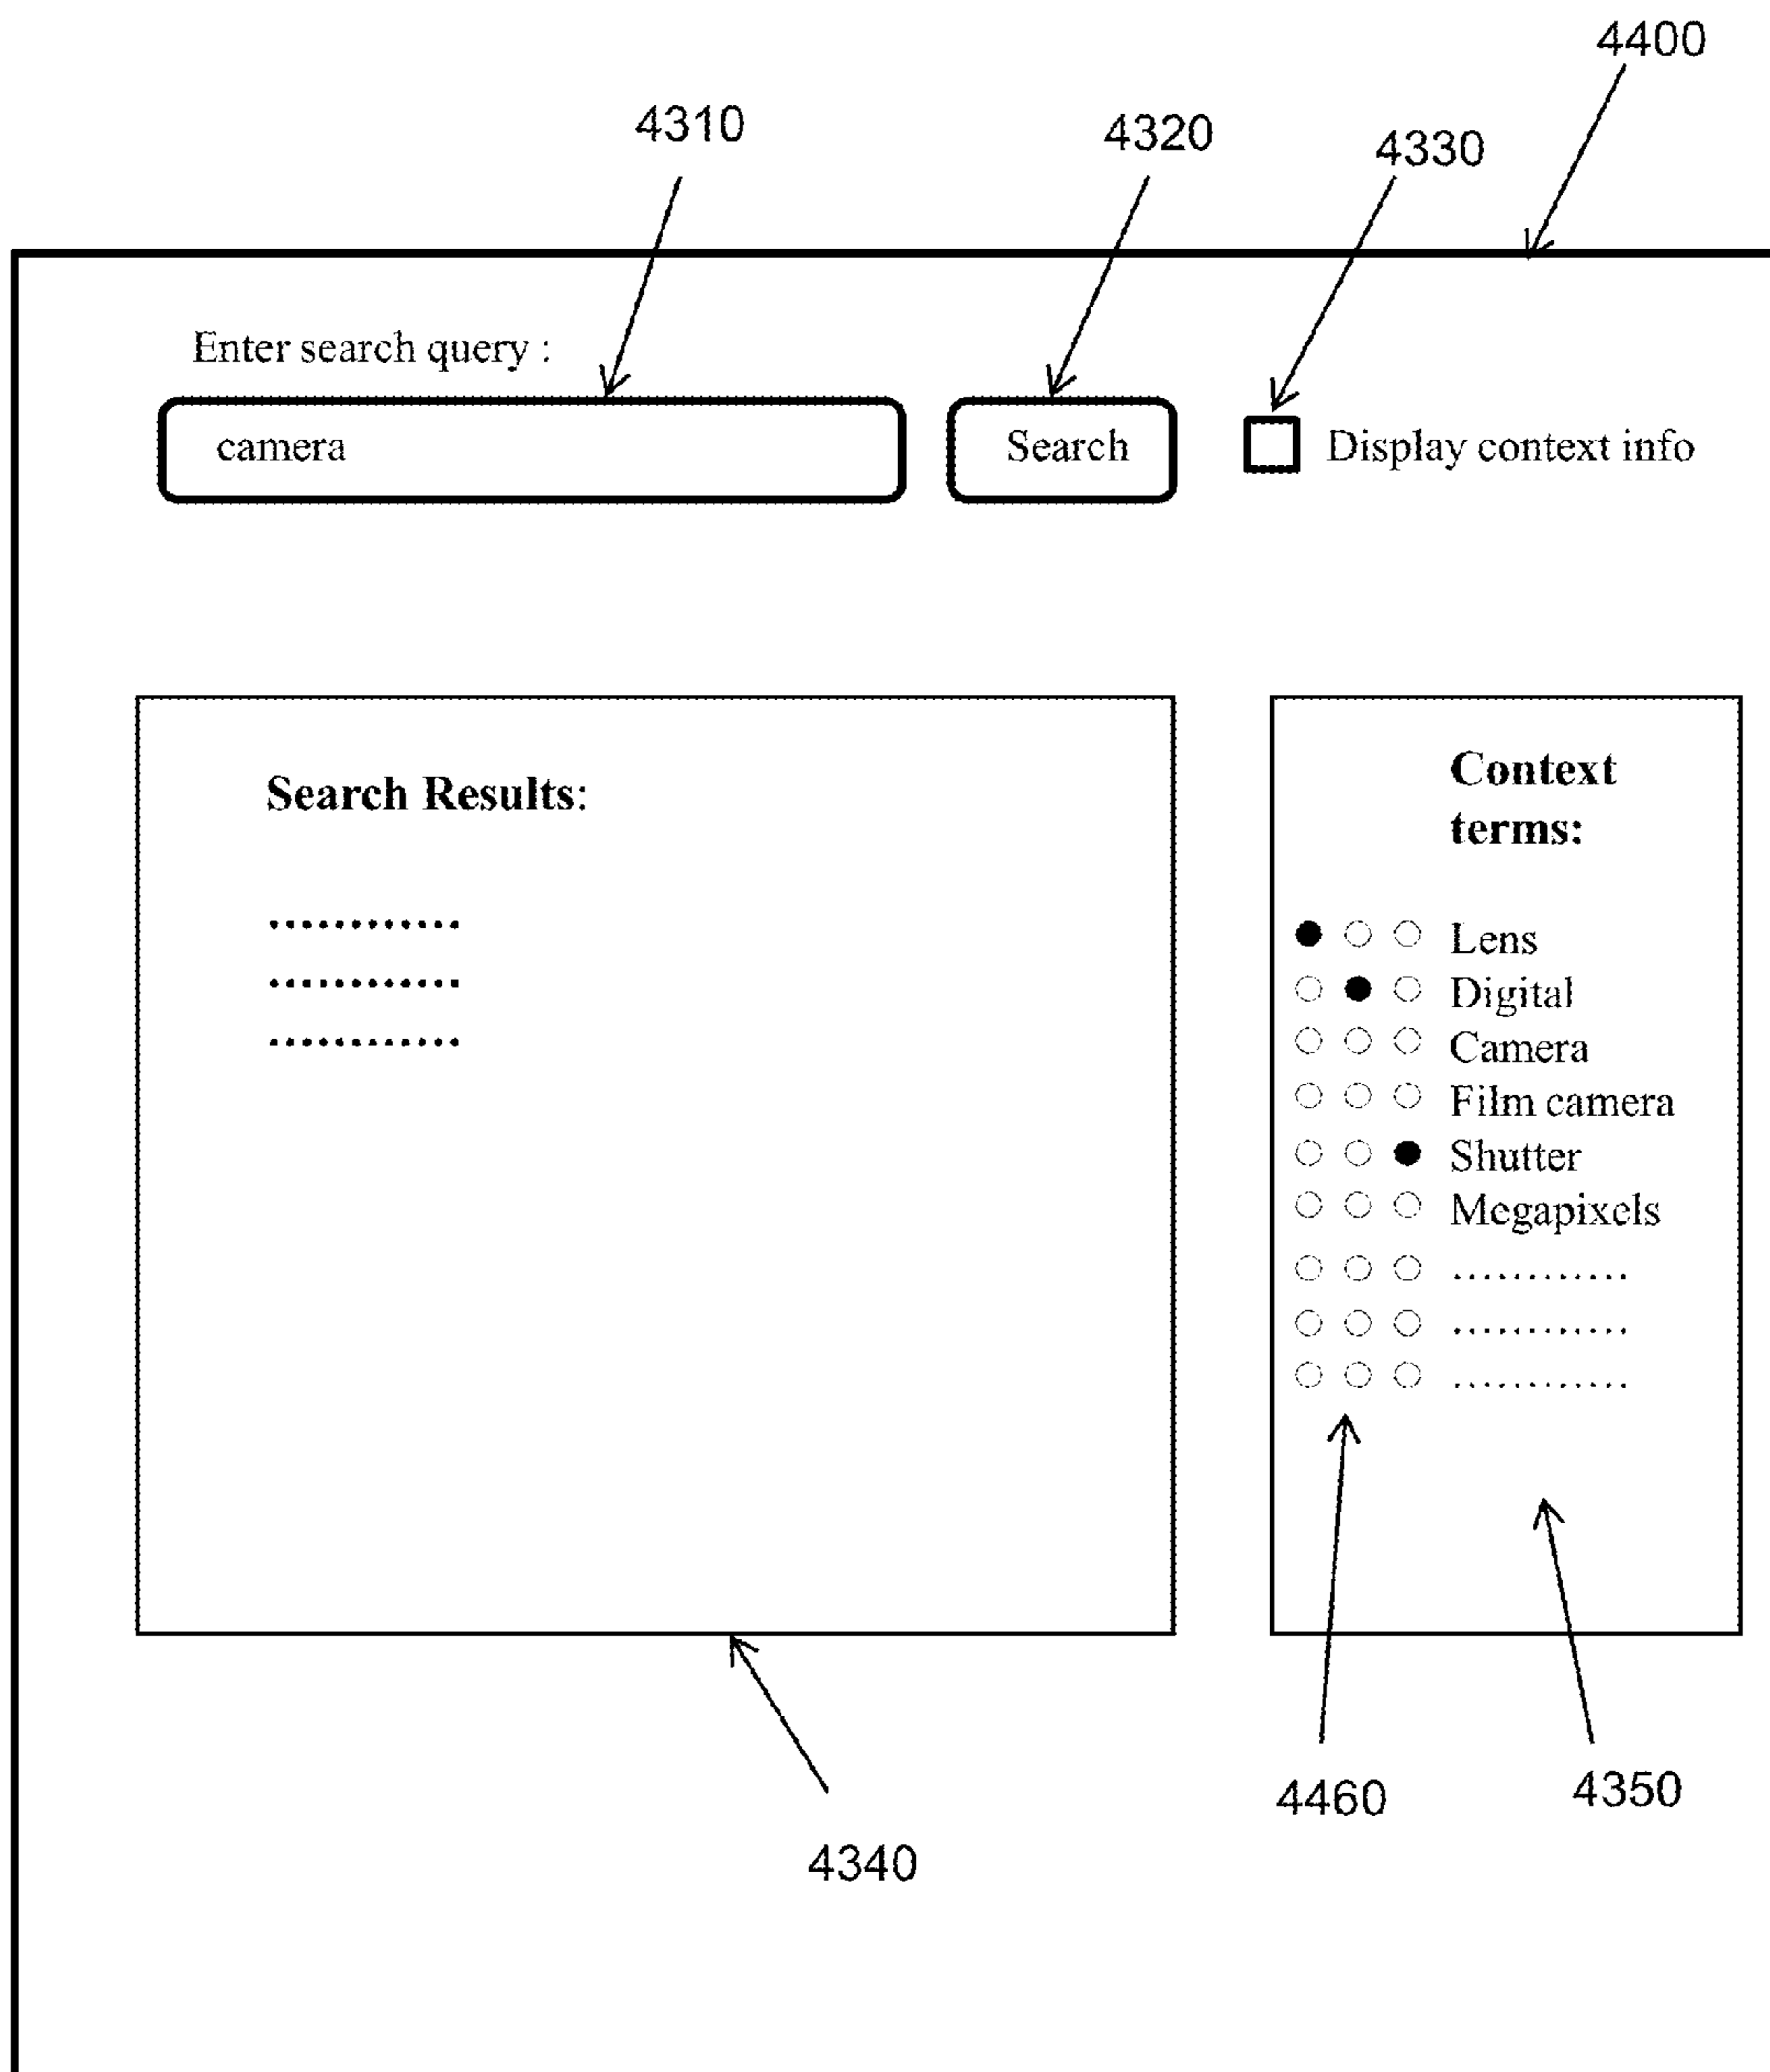 4400
4310
4320
4330
Enter search query :
camera
Search
Display context info
Search Results:
............
............
............
Context
terms:
Lens
Digital
Camera
Film camera
Shutter
Megapixels
............
............
............
4460
4350
4340